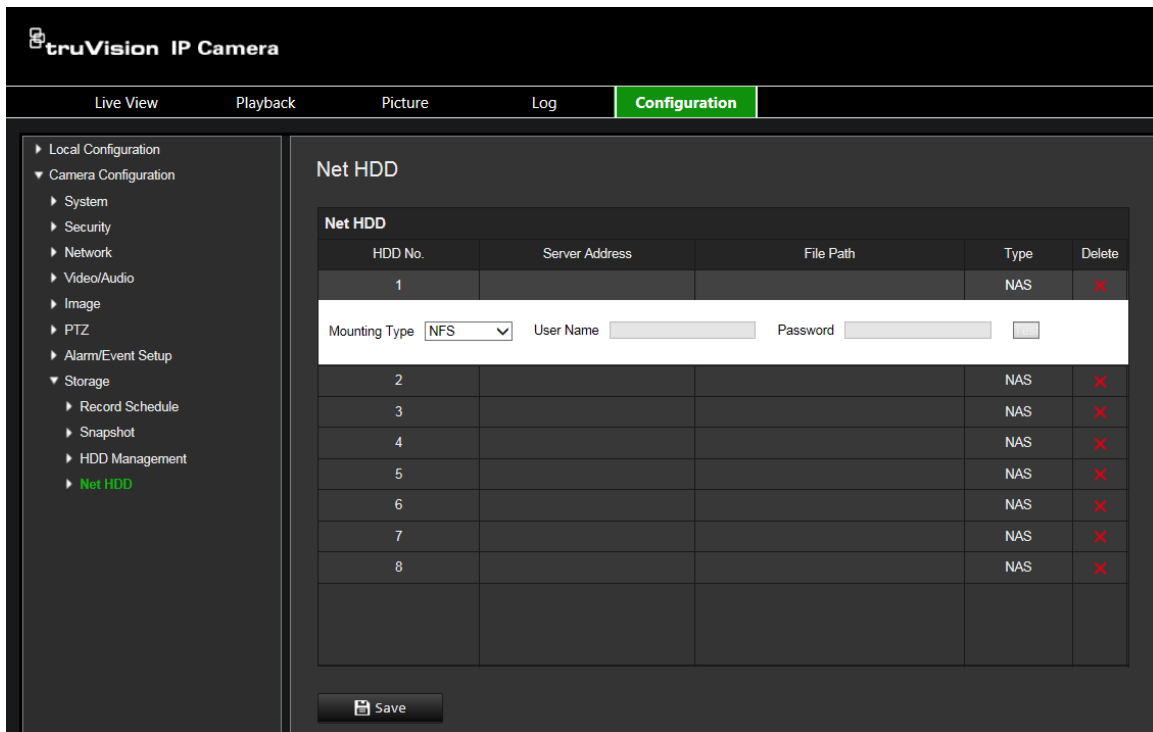 truVision IP Camera
Live View Playback Picture Log Configuration
Local Configuration
Camera Configuration
System
Security
Network
Video/Audio
Image
PTZ
Alarm/Event Setup
Storage
Record Schedule
Snapshot
HDD Management
Net HDD
Net HDD
Net HDD
HDD No. Server Address File Path Type Delete
1 NAS
Mounting Type NFS User Name Password
2 NAS
3 NAS
4 NAS
5 NAS
6 NAS
7 NAS
8 NAS
Save